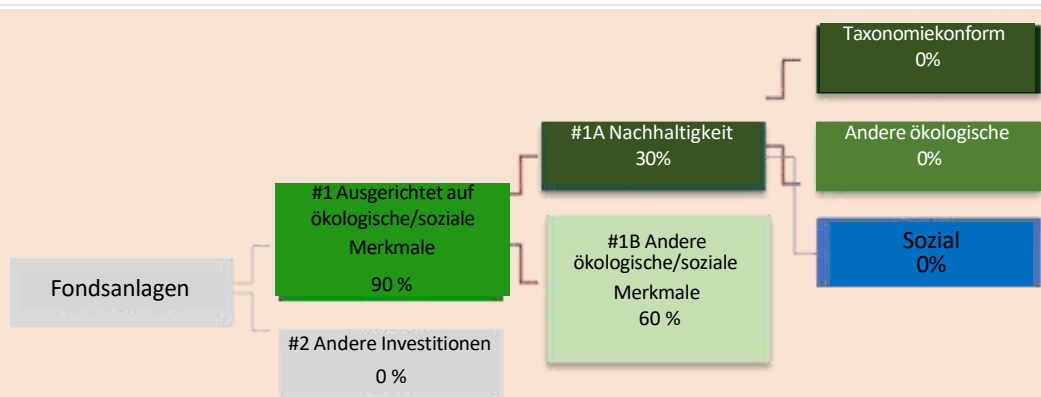 Fondsanlagen
#1 Ausgerichtet auf
ökologische/soziale
Merkmale
90 %
#2 Andere Investitionen
0 %
#1A Nachhaltigkeit
30%
#1B Andere
ökologische/soziale
Merkmale
60 %
Taxonomiekonform
0%
Andere ökologische
0%
Sozial
0%